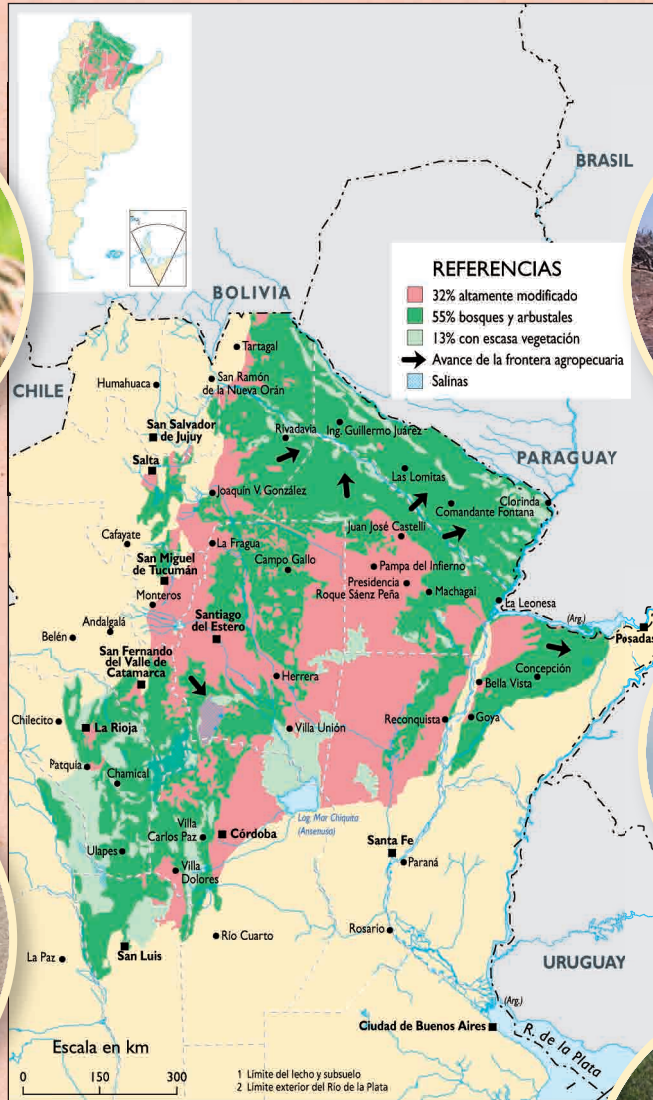 BRASIL
REFERENCIAS
32% altamente modificado
55% bosques y arbustales
13% con escasa vegetación
Avance de la frontera agropecuaria
Salinas
BOLIVIA
Tartagal
CHILE
Humahuaca
San Ramón
de la Nueva Orán
San Salvador
de Jujuy
Rivadavia
Ing. Guillermo Juárez
PARAGUAY
Salta
Las Lomitas
Joaquín V. González
Comandante Fontana
Clorinda
Juan José Castelli
Cafayate
La Fragua
San Miguel
de Tucumán
Campo Gallo
Pampa del Infierno
Presidencia
Roque Sáenz Peña
Machagai
Monteros
La Leonesa
(Arg.)
Santiago
del Estero
Posadas
Andalgalá
Belén
San Fernando
del Valle de
Catamarca
Herrera
Concepción
Bella Vista
Chilecito
La Rioja
Villa Unión
Reconquista
Goya
Patquía
Chamical
Lag. Mar Chiquita
(Ansenusa)
Villa
Carlos Paz
Córdoba
Ulapes
Santa Fe
Paraná
Villa
Dolores
Río Cuarto
Rosario
San Luis
La Paz
URUGUAY
(Arg.)
Ciudad de Buenos Aires
R. de la Plata
Escala en km
0 150 300
1 Límite del lecho y subsuelo
2 Límite exterior del Río de la Plata